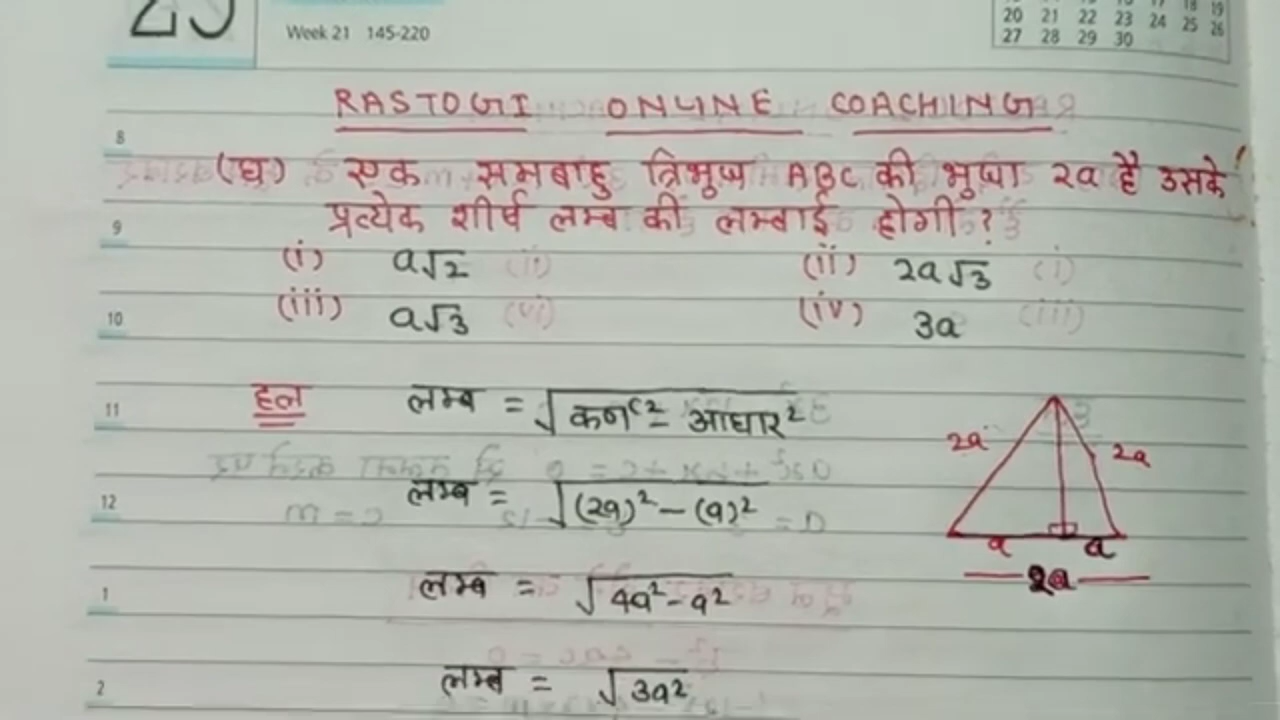 25
Week 21 145-220
18 19
20 21 22 23 24 25 26
27 28 29 30
RASTOGI ONLINE COACHING
8
(घ) एक समबाहु त्रिभुज ABC की भुजा 2a है उसके
9
प्रत्येक शीर्ष लम्ब की लम्बाई होगी?
(i) a√2 (ii) 2a√3
10
(iii) a√3 (iv) 3a
11
हल लम्ब = √कर्ण² - आधार²
2a 2a
12
लम्ब = √(2a)² - (a)²
a a
2a
1
लम्ब = √4a² - a²
2
लम्ब = √3a²